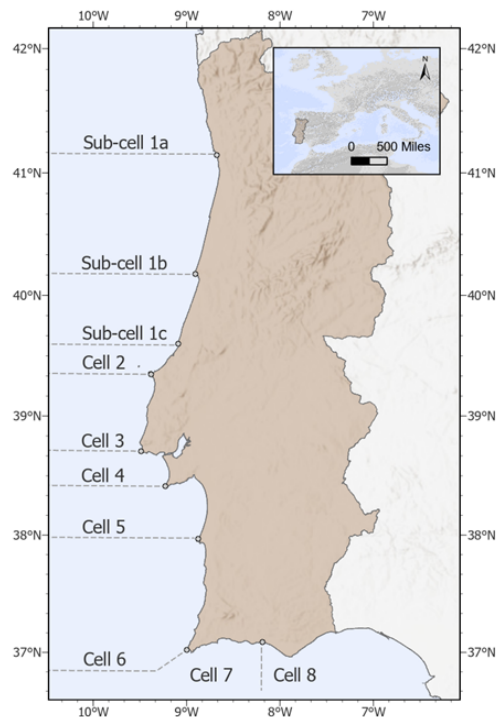 10°W 9°W 8°W 7°W
42°N 42°N
N
0 500 Miles
Sub-cell 1a
41°N 41°N
Sub-cell 1b
40°N 40°N
Sub-cell 1c
Cell 2
39°N 39°N
Cell 3
Cell 4
38°N 38°N
Cell 5
37°N 37°N
Cell 6 Cell 7 Cell 8
10°W 9°W 8°W 7°W